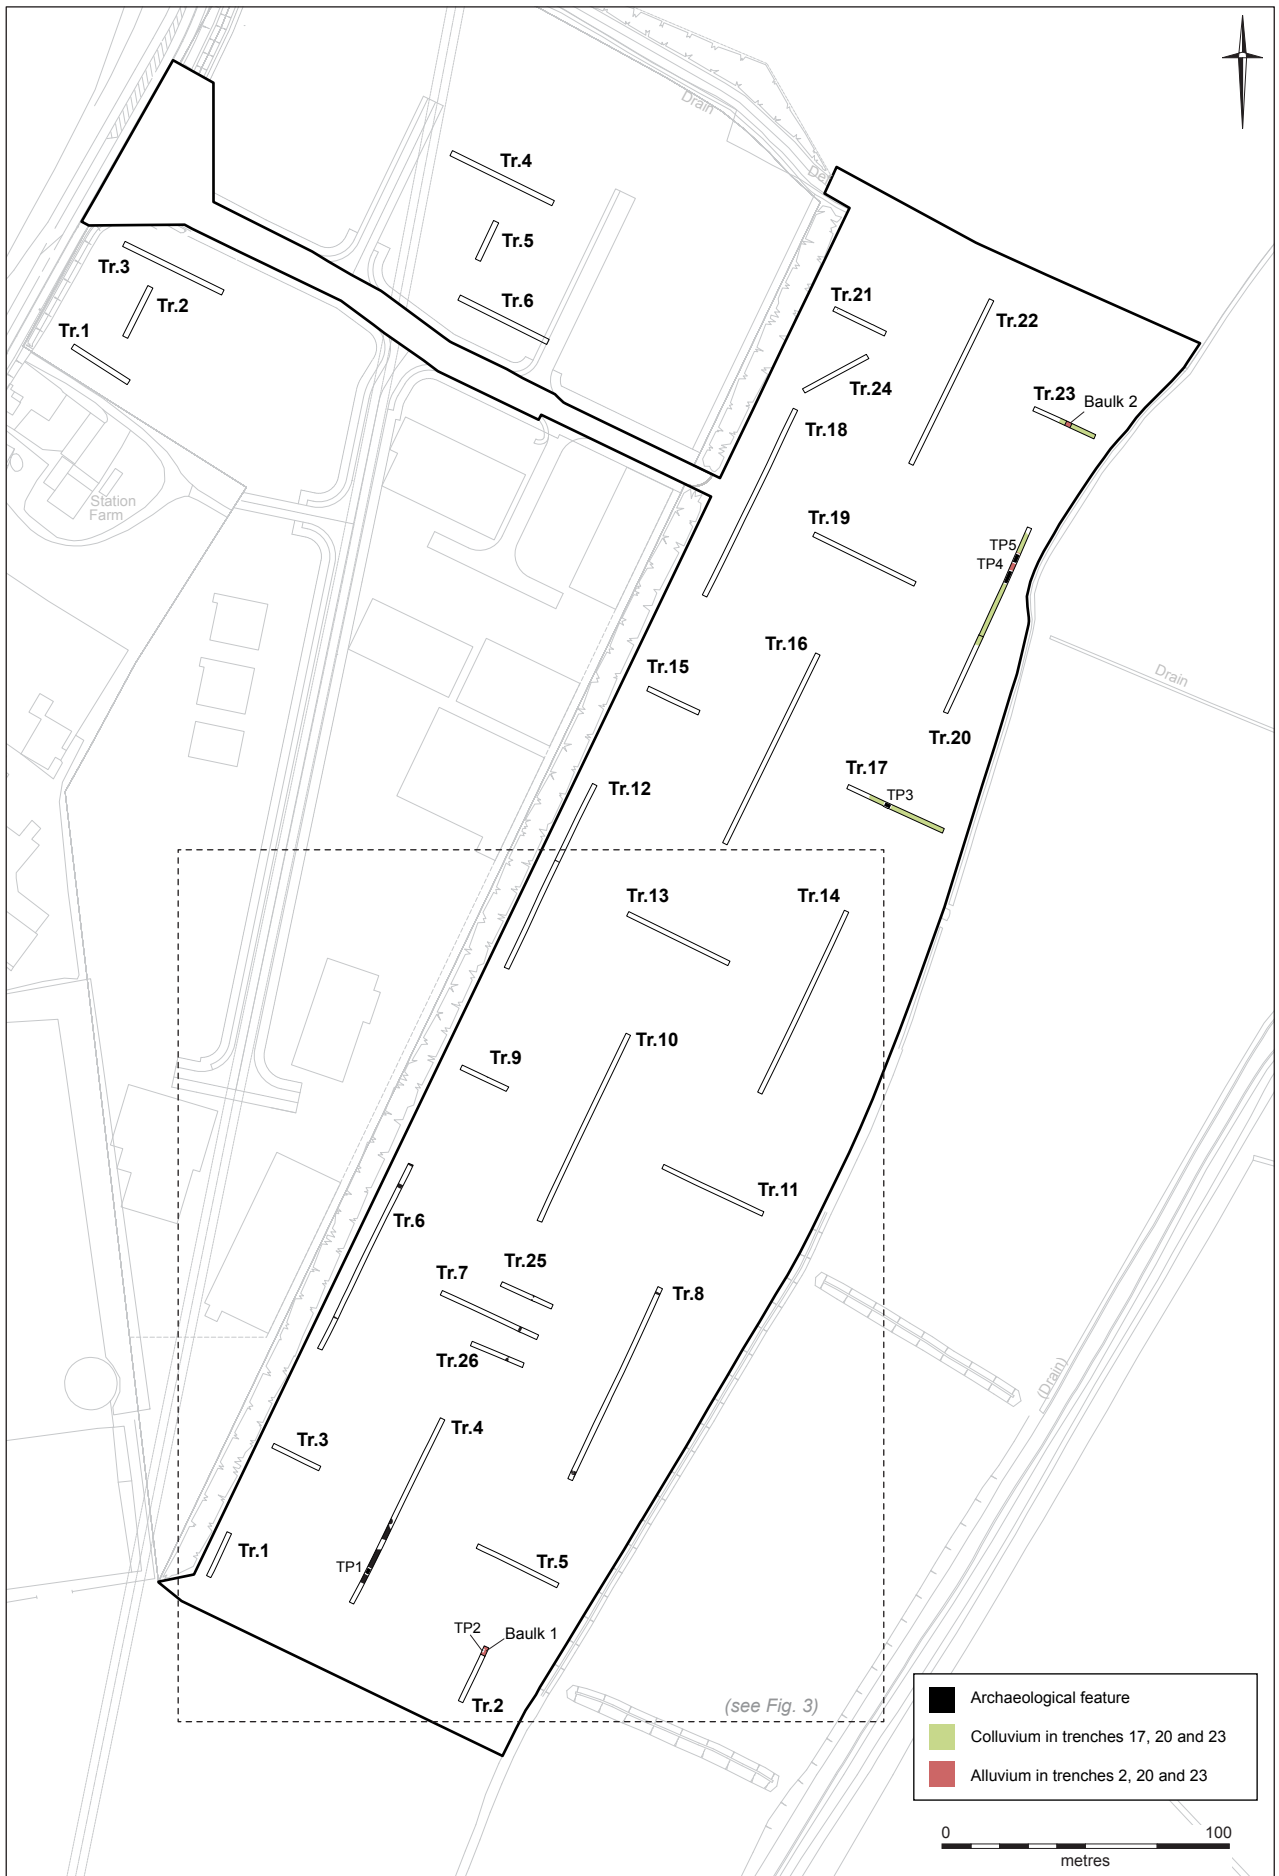 Drain
De
Tr.4
Tr.5
Tr.3
Tr.2
Tr.6
Tr.1
Tr.21
Tr.22
Tr.24
Tr.23
Baulk 2
Tr.18
Station
Farm
Tr.19
TP5
TP4
Tr.16
Drain
Tr.15
Tr.20
Tr.17
TP3
Tr.12
Tr.13
Tr.14
Tr.10
Tr.9
Tr.11
Tr.6
Tr.25
Tr.7
Tr.8
Tr.26
(Drain)
Tr.4
Tr.3
Tr.1
TP1
Tr.5
TP2
Baulk 1
Tr.2
(see Fig. 3)
Archaeological feature
Colluvium in trenches 17, 20 and 23
Alluvium in trenches 2, 20 and 23
0 100
metres